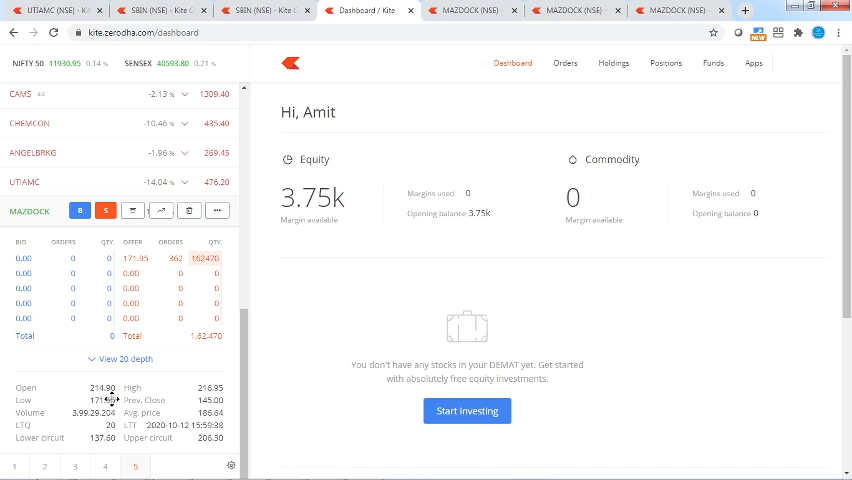 UTIAMC (NSE) - Kit
SBIN (NSE) - Kite C
SBIN (NSE) - Kite C
Dashboard / Kite
MAZDOCK (NSE) -
MAZDOCK (NSE) -
MAZDOCK (NSE) -
kite.zerodha.com/dashboard
NEW
NIFTY 50 11930.95 0.14 % SENSEX 40593.80 0.21 %
Dashboard Orders Holdings Positions Funds Apps
CAMS -2.13 % 1309.40
CHEMCON -10.46 % 435.40
ANGELBRKG -1.96 % 269.45
UTIAMC -14.04 % 476.20
MAZDOCK B S
BID ORDERS QTY. OFFER ORDERS QTY.
0.00 0 0 171.95 362 162470
0.00 0 0 0.00 0 0
0.00 0 0 0.00 0 0
0.00 0 0 0.00 0 0
0.00 0 0 0.00 0 0
Total 0 Total 1,62,470
View 20 depth
Open 214.90 High 216.95
Low Prev. Close 145.00
Volume 3,99,29,204 Avg. price 186.64
LTQ 20 LTT 2020-10-12 15:59:38
Lower circuit 137.60 Upper circuit 206.30
1 2 3 4 5
Hi, Amit
Equity
3.75k
Margin available
Margins used 0
Opening balance 3.75k
Commodity
0
Margin available
Margins used 0
Opening balance 0
You don't have any stocks in your DEMAT yet. Get started
with absolutely free equity investments.
Start investing